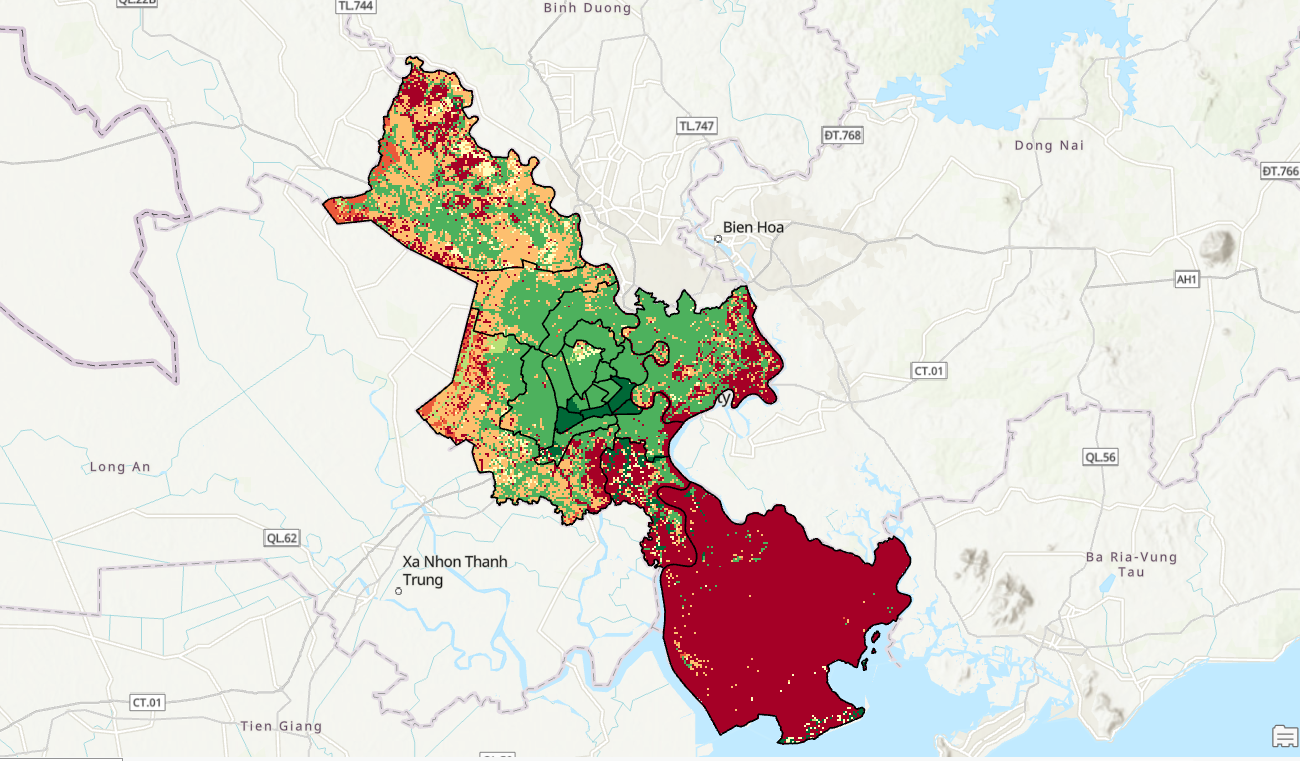 QL.22B
TL.744
Binh Duong
TL.747
ĐT.768
Dong Nai
ĐT.766
Bien Hoa
AH1
CT.01
ty
Long An
QL.56
QL.62
Xa Nhon Thanh
Trung
Ba Ria-Vung
Tau
CT.01
Tien Giang